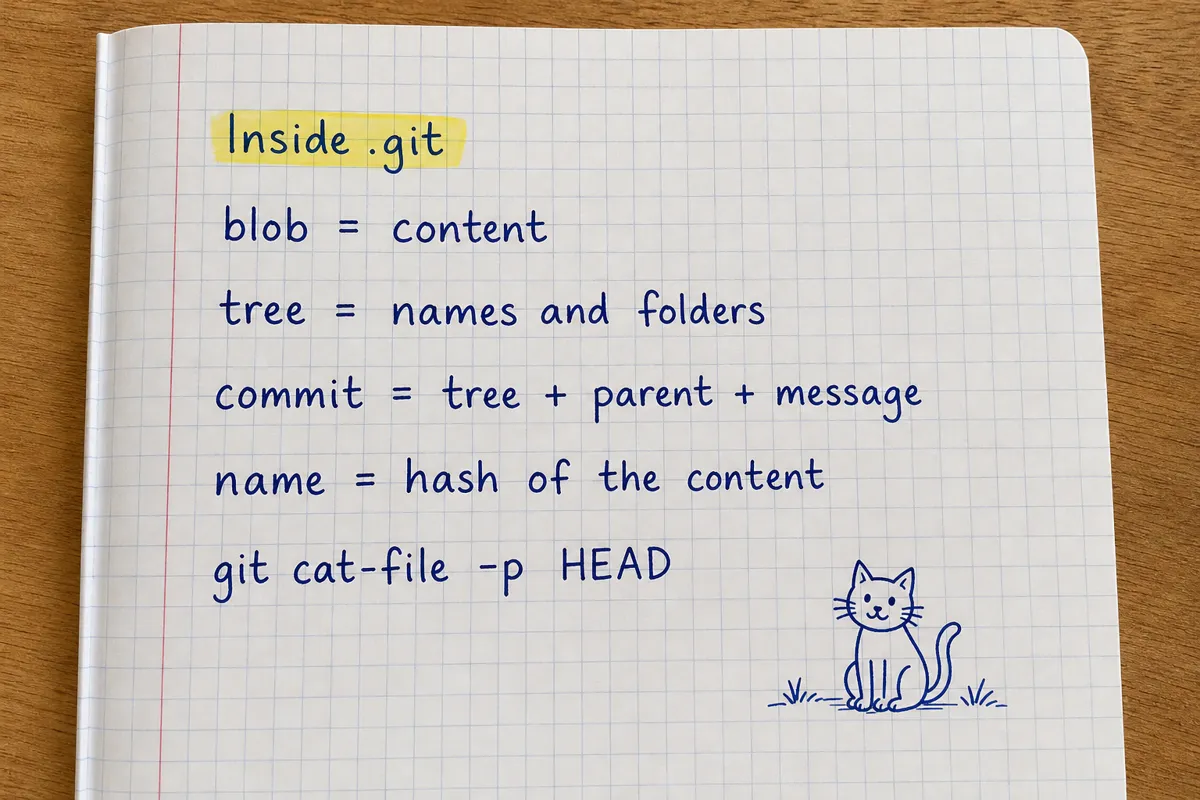 Inside .git
blob = content
tree = names and folders
commit = tree + parent + message
name = hash of the content
git cat-file -p HEAD